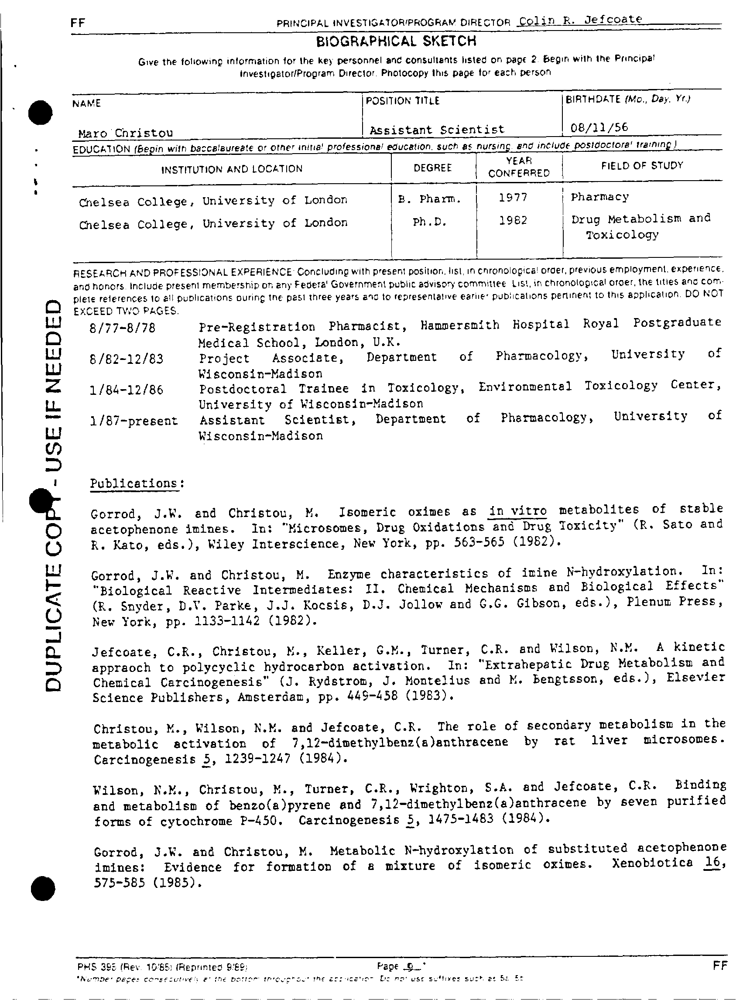 FF
PRINCIPAL INVESTIGATOR/PROGRAM DIRECTOR Colin R. Jefcoate
BIOGRAPHICAL SKETCH
Give the following information for the key personnel and consultants listed on page 2. Begin with the Principal
Investigator/Program Director. Photocopy this page for each person
NAME
Maro Christou
POSITION TITLE
Assistant Scientist
BIRTHDATE (Mo., Day, Yr.)
08/11/56
EDUCATION (Begin with baccalaureate or other initial professional education, such as nursing, and include postdoctoral training.)
INSTITUTION AND LOCATION
DEGREE
YEAR
CONFERRED
FIELD OF STUDY
Chelsea College, University of London B. Pharm. 1977 Pharmacy
Chelsea College, University of London Ph.D. 1982 Drug Metabolism and
Toxicology
RESEARCH AND PROFESSIONAL EXPERIENCE: Concluding with present position, list, in chronological order, previous employment, experience,
and honors. Include present membership on any Federal Government public advisory committee. List, in chronological order, the titles and com-
plete references to all publications during the past three years and to representative earlier publications pertinent to this application. DO NOT
EXCEED TWO PAGES.
8/77-8/78 Pre-Registration Pharmacist, Hammersmith Hospital Royal Postgraduate
Medical School, London, U.K.
8/82-12/83 Project Associate, Department of Pharmacology, University of
Wisconsin-Madison
1/84-12/86 Postdoctoral Trainee in Toxicology, Environmental Toxicology Center,
University of Wisconsin-Madison
1/87-present Assistant Scientist, Department of Pharmacology, University of
Wisconsin-Madison
Publications:
Gorrod, J.W. and Christou, M. Isomeric oximes as in vitro metabolites of stable
acetophenone imines. In: "Microsomes, Drug Oxidations and Drug Toxicity" (R. Sato and
R. Kato, eds.), Wiley Interscience, New York, pp. 563-565 (1982).
Gorrod, J.W. and Christou, M. Enzyme characteristics of imine N-hydroxylation. In:
"Biological Reactive Intermediates: II. Chemical Mechanisms and Biological Effects"
(R. Snyder, D.V. Parke, J.J. Kocsis, D.J. Jollow and G.G. Gibson, eds.), Plenum Press,
New York, pp. 1133-1142 (1982).
Jefcoate, C.R., Christou, M., Keller, G.M., Turner, C.R. and Wilson, N.M. A kinetic
appraoch to polycyclic hydrocarbon activation. In: "Extrahepatic Drug Metabolism and
Chemical Carcinogenesis" (J. Rydstrom, J. Montelius and M. Bengtsson, eds.), Elsevier
Science Publishers, Amsterdam, pp. 449-458 (1983).
Christou, M., Wilson, N.M. and Jefcoate, C.R. The role of secondary metabolism in the
metabolic activation of 7,12-dimethylbenz(a)anthracene by rat liver microsomes.
Carcinogenesis 5, 1239-1247 (1984).
Wilson, N.M., Christou, M., Turner, C.R., Wrighton, S.A. and Jefcoate, C.R. Binding
and metabolism of benzo(a)pyrene and 7,12-dimethylbenz(a)anthracene by seven purified
forms of cytochrome P-450. Carcinogenesis 5, 1475-1483 (1984).
Gorrod, J.W. and Christou, M. Metabolic N-hydroxylation of substituted acetophenone
imines: Evidence for formation of a mixture of isomeric oximes. Xenobiotica 16,
575-585 (1985).
DUPLICATE COPY - USE IF NEEDED
PHS 398 (Rev. 10/88) (Reprinted 9/89)
Page 9 *
FF
*Number pages consecutively at the bottom throughout the application. Do not use suffixes such as 5a, 5b